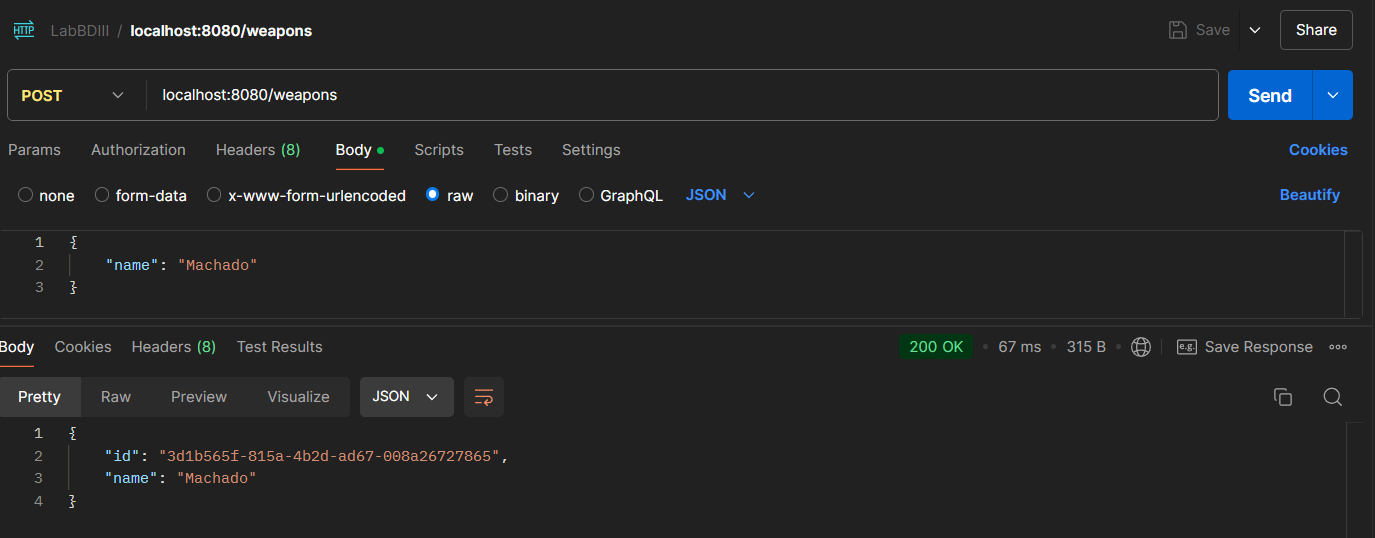 HTTP LabBDIII / localhost:8080/weapons Save Share
POST localhost:8080/weapons Send
Params Authorization Headers (8) Body Scripts Tests Settings Cookies
none form-data x-www-form-urlencoded raw binary GraphQL JSON Beautify
1 {
2 "name": "Machado"
3 }
Body Cookies Headers (8) Test Results 200 OK • 67 ms • 315 B • e.g. Save Response
Pretty Raw Preview Visualize JSON
1 {
2 "id": "3d1b565f-815a-4b2d-ad67-008a26727865",
3 "name": "Machado"
4 }